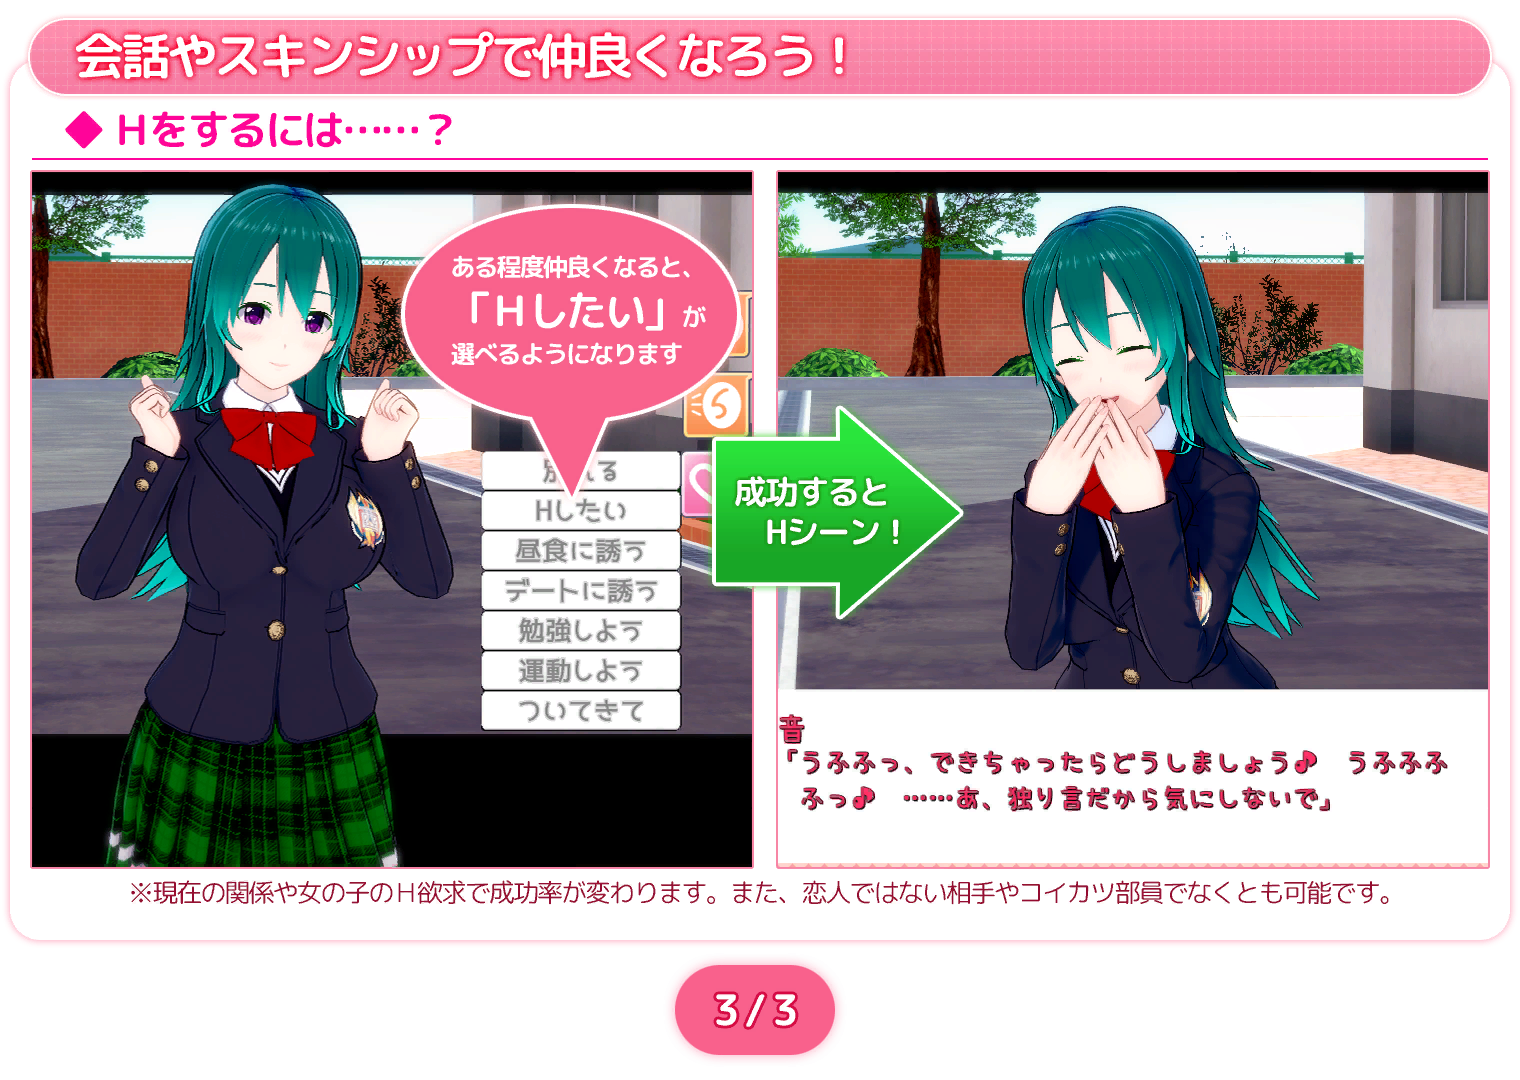 会話やスキンシップで仲良くなろう！
◆ Ｈをするには……？
ある程度仲良くなると、
「Ｈしたい」が
選べるようになります
Hしたい
昼食に誘う
デートに誘う
勉強しよう
運動しよう
ついてきて
成功すると
Hシーン！
音
「うふふっ、できちゃったらどうしましょう♪　うふふふ
ふっ♪　……あ、独り言だから気にしないで」
※現在の関係や女の子のＨ欲求で成功率が変わります。また、恋人ではない相手やコイカツ部員でなくとも可能です。
3/3